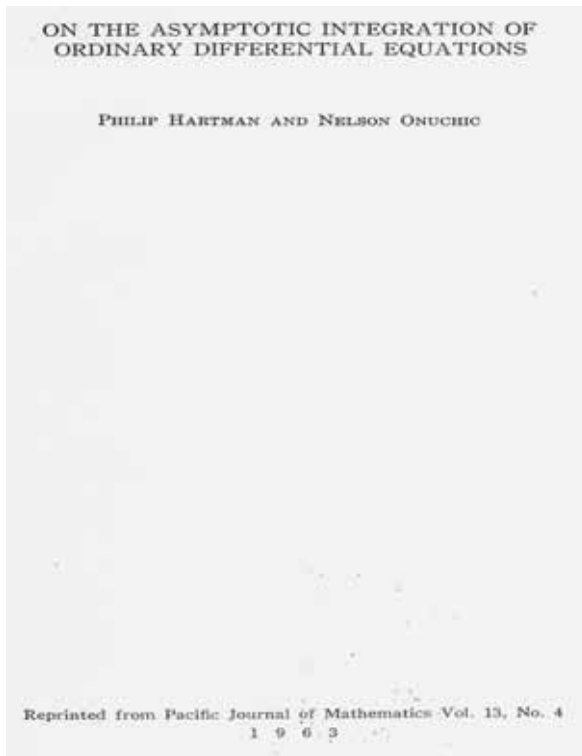 ON THE ASYMPTOTIC INTEGRATION OF
ORDINARY DIFFERENTIAL EQUATIONS
PHILIP HARTMAN AND NELSON ONUCHIC
Reprinted from Pacific Journal of Mathematics Vol. 13, No. 4
1 9 6 3